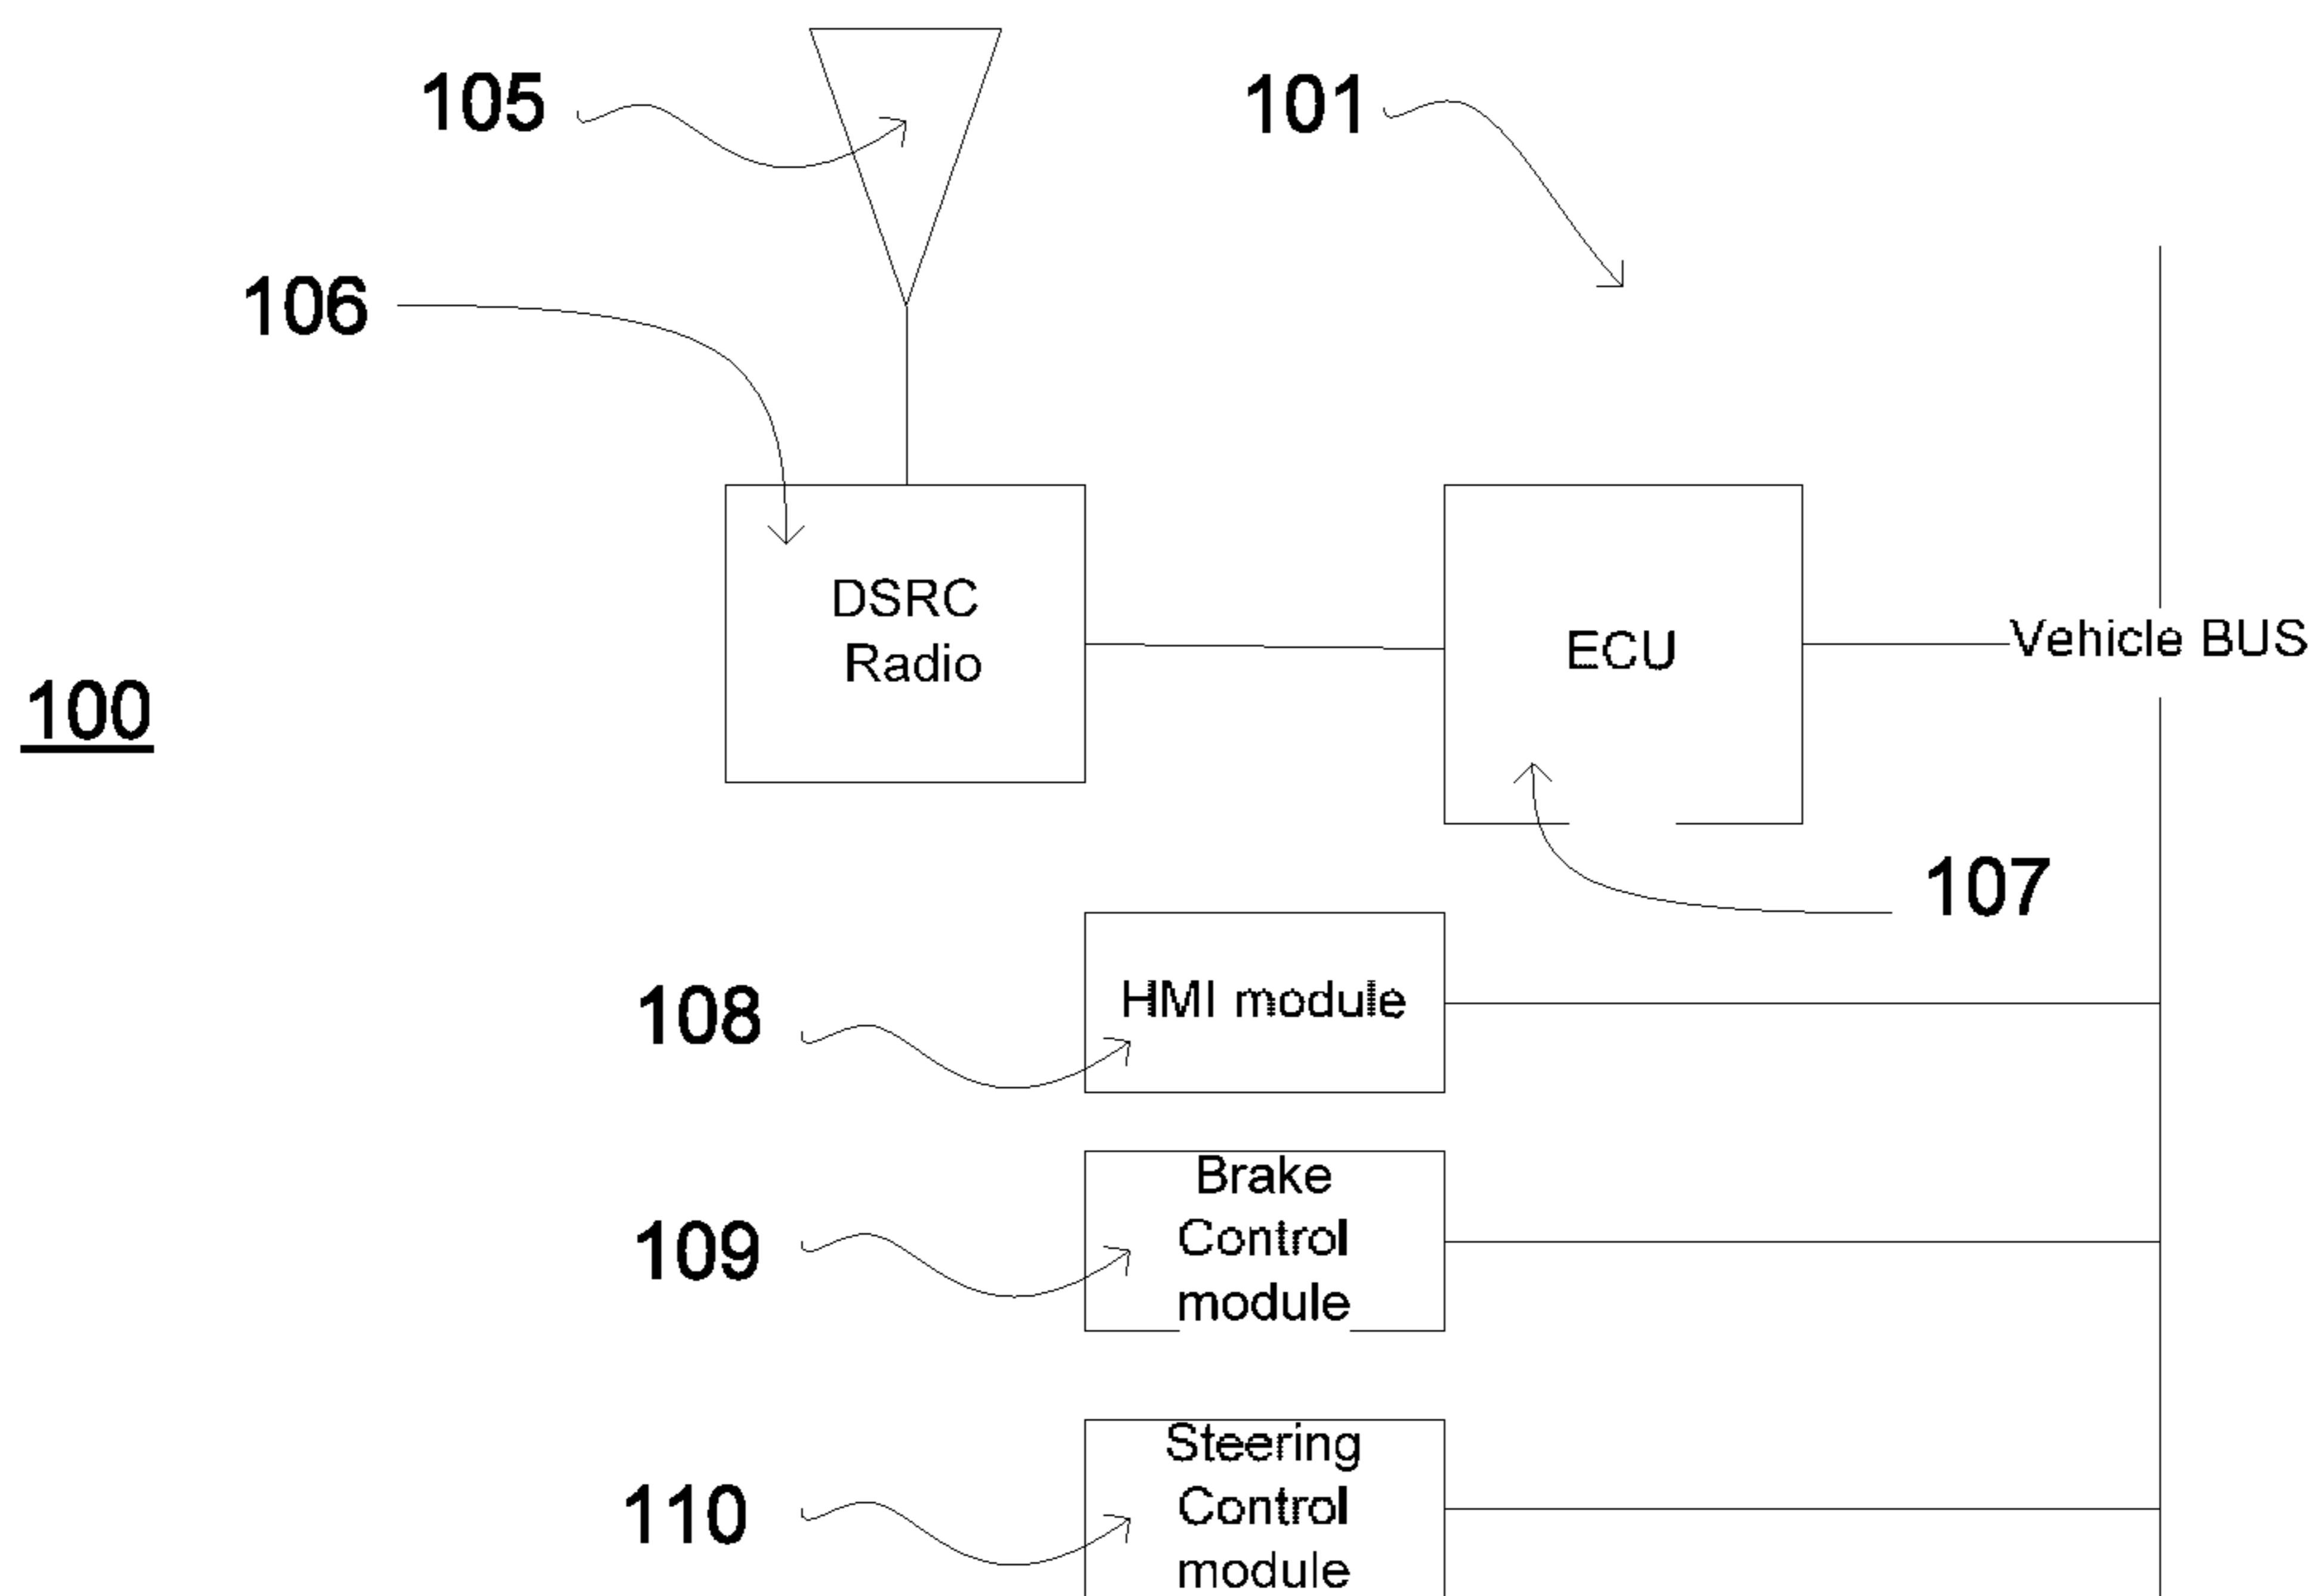 105
101
106
DSRC
Radio
ECU
Vehicle BUS
100
107
108
HMI module
109
Brake
Control
module
110
Steering
Control
module